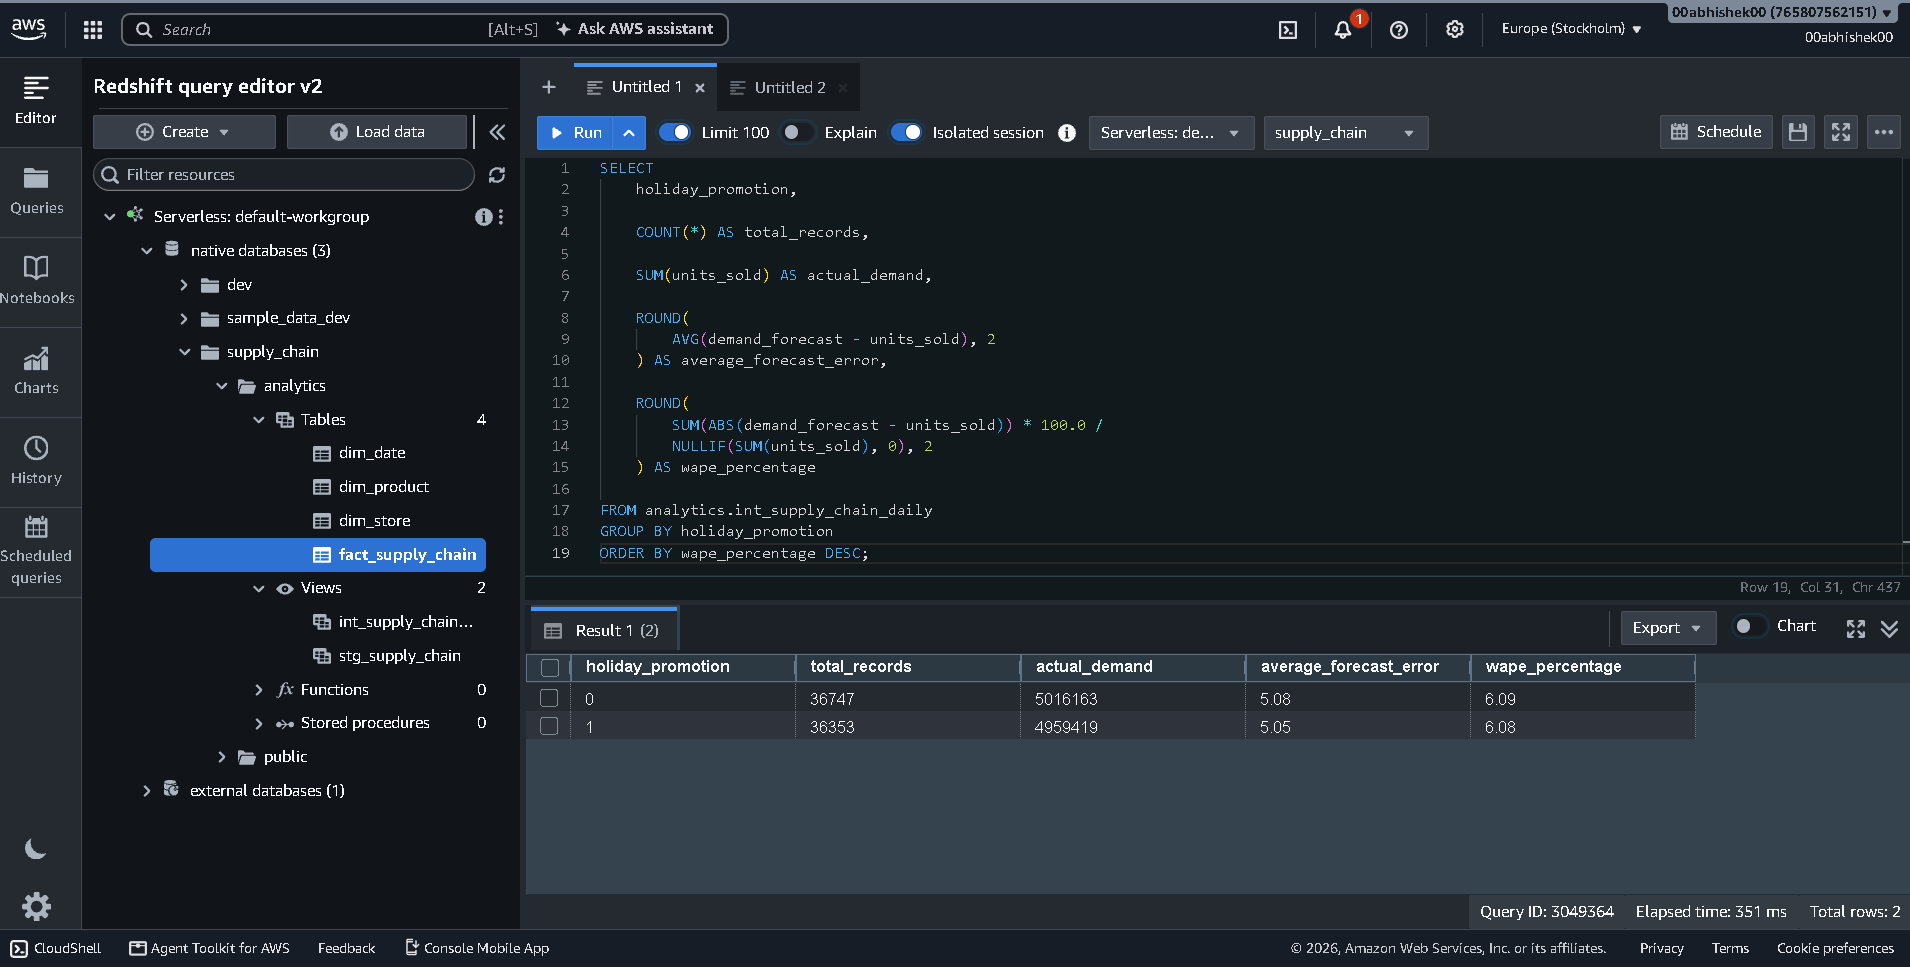 aws
Search [Alt+S] Ask AWS assistant
1
Europe (Stockholm)
00abhishek00 (765807562151)
00abhishek00
Editor
Queries
Notebooks
Charts
History
Scheduled
queries
Redshift query editor v2
Create
Load data
Filter resources
Serverless: default-workgroup
native databases (3)
dev
sample_data_dev
supply_chain
analytics
Tables 4
dim_date
dim_product
dim_store
fact_supply_chain
Views 2
int_supply_chain...
stg_supply_chain
fx Functions 0
Stored procedures 0
public
external databases (1)
Untitled 1
Untitled 2
Run Limit 100 Explain Isolated session Serverless: de... supply_chain Schedule
1 SELECT
2 holiday_promotion,
3
4 COUNT(*) AS total_records,
5
6 SUM(units_sold) AS actual_demand,
7
8 ROUND(
9 AVG(demand_forecast - units_sold), 2
10 ) AS average_forecast_error,
11
12 ROUND(
13 SUM(ABS(demand_forecast - units_sold)) * 100.0 /
14 NULLIF(SUM(units_sold), 0), 2
15 ) AS wape_percentage
16
17 FROM analytics.int_supply_chain_daily
18 GROUP BY holiday_promotion
19 ORDER BY wape_percentage DESC;
Row 19, Col 31, Chr 437
Result 1 (2)
Export
Chart
holiday_promotion total_records actual_demand average_forecast_error wape_percentage
0 36747 5016163 5.08 6.09
1 36353 4959419 5.05 6.08
Query ID: 3049364 Elapsed time: 351 ms Total rows: 2
CloudShell Agent Toolkit for AWS Feedback Console Mobile App
© 2026, Amazon Web Services, Inc. or its affiliates. Privacy Terms Cookie preferences